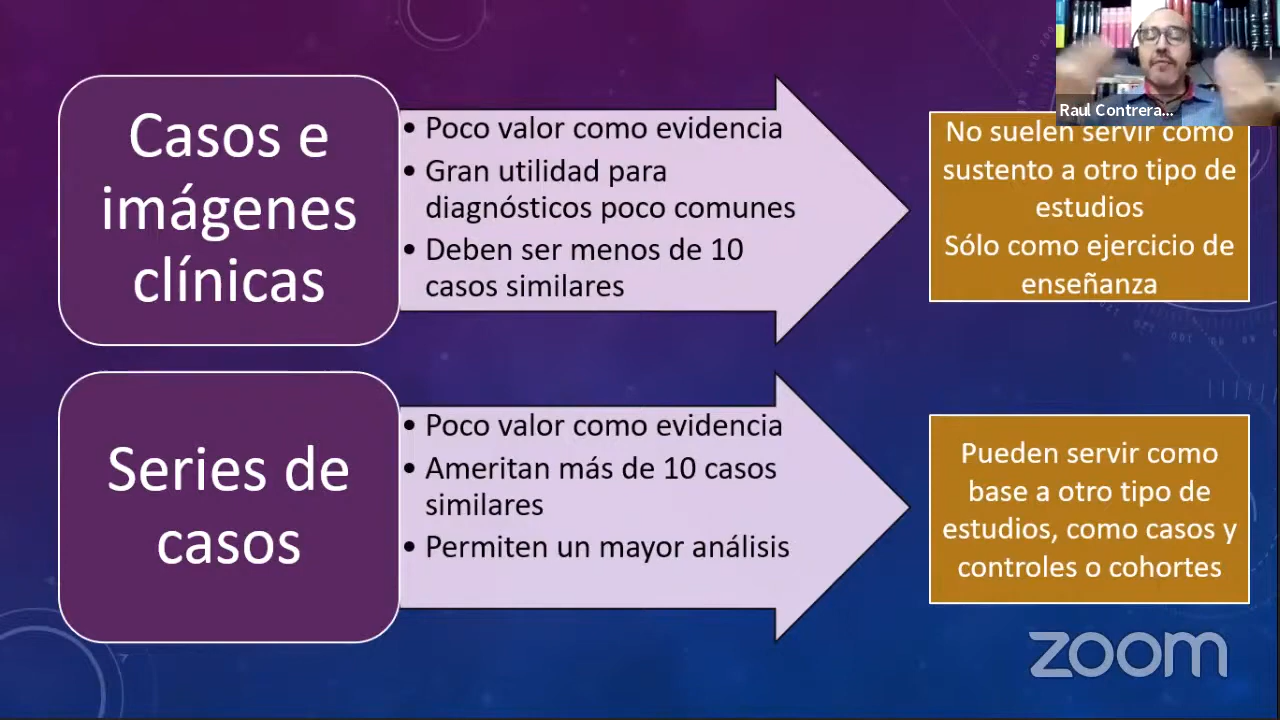 Raul Contrera...
Casos e
imágenes
clínicas
• Poco valor como evidencia
• Gran utilidad para
diagnósticos poco comunes
• Deben ser menos de 10
casos similares
No suelen servir como
sustento a otro tipo de
estudios
Sólo como ejercicio de
enseñanza
Series de
casos
• Poco valor como evidencia
• Ameritan más de 10 casos
similares
• Permiten un mayor análisis
Pueden servir como
base a otro tipo de
estudios, como casos y
controles o cohortes
zoom